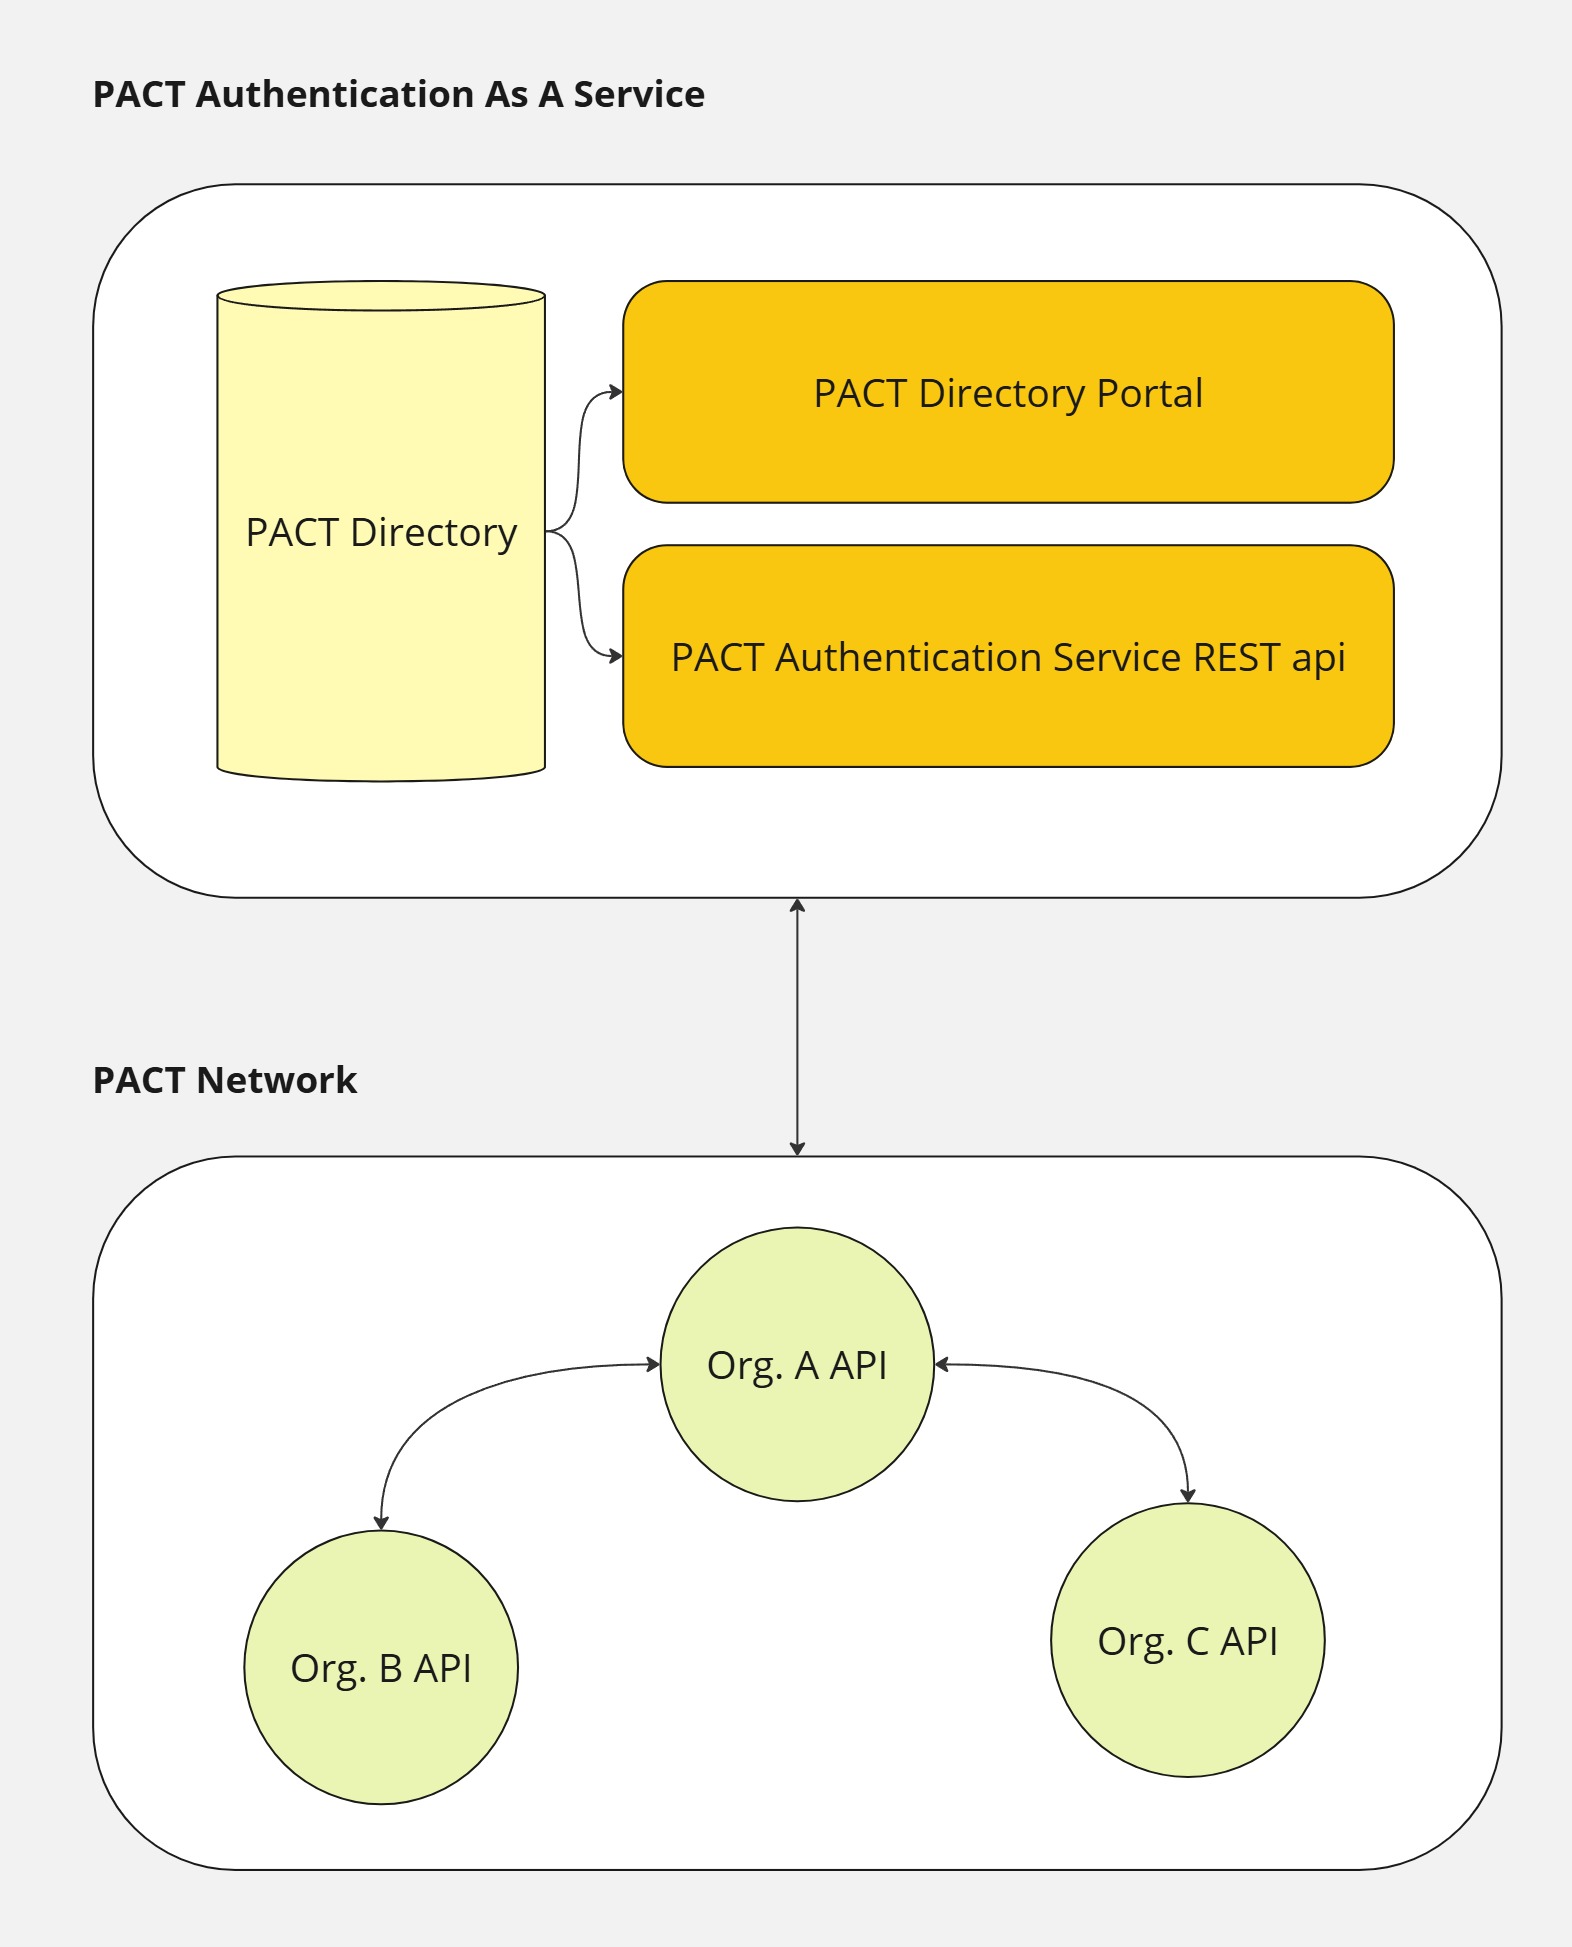 PACT Authentication As A Service
PACT Directory Portal
PACT Directory
PACT Authentication Service REST api
PACT Network
Org. A API
Org. B API
Org. C API